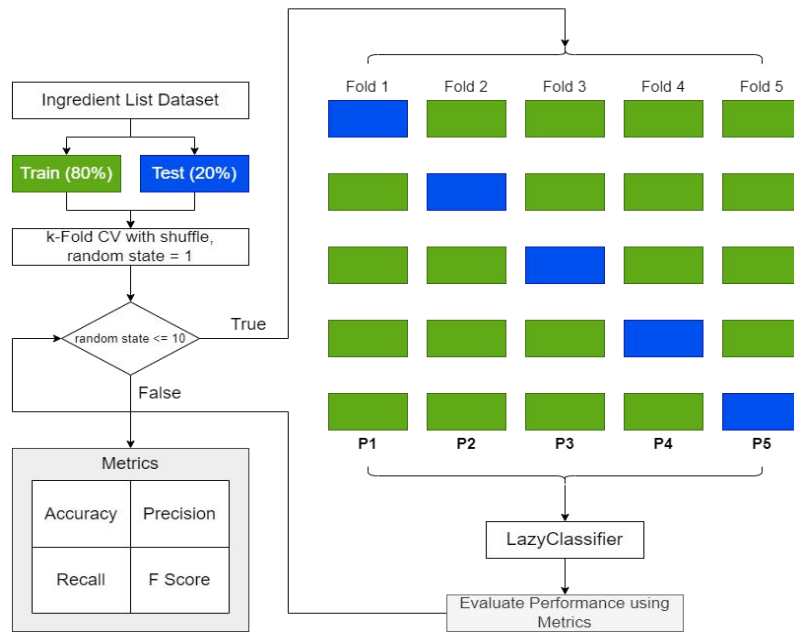 Ingredient List Dataset
Train (80%)
Test (20%)
k-Fold CV with shuffle,
random state = 1
random state <= 10
True
False
Metrics
Accuracy
Precision
Recall
F Score
Fold 1
Fold 2
Fold 3
Fold 4
Fold 5
P1
P2
P3
P4
P5
LazyClassifier
Evaluate Performance using
Metrics